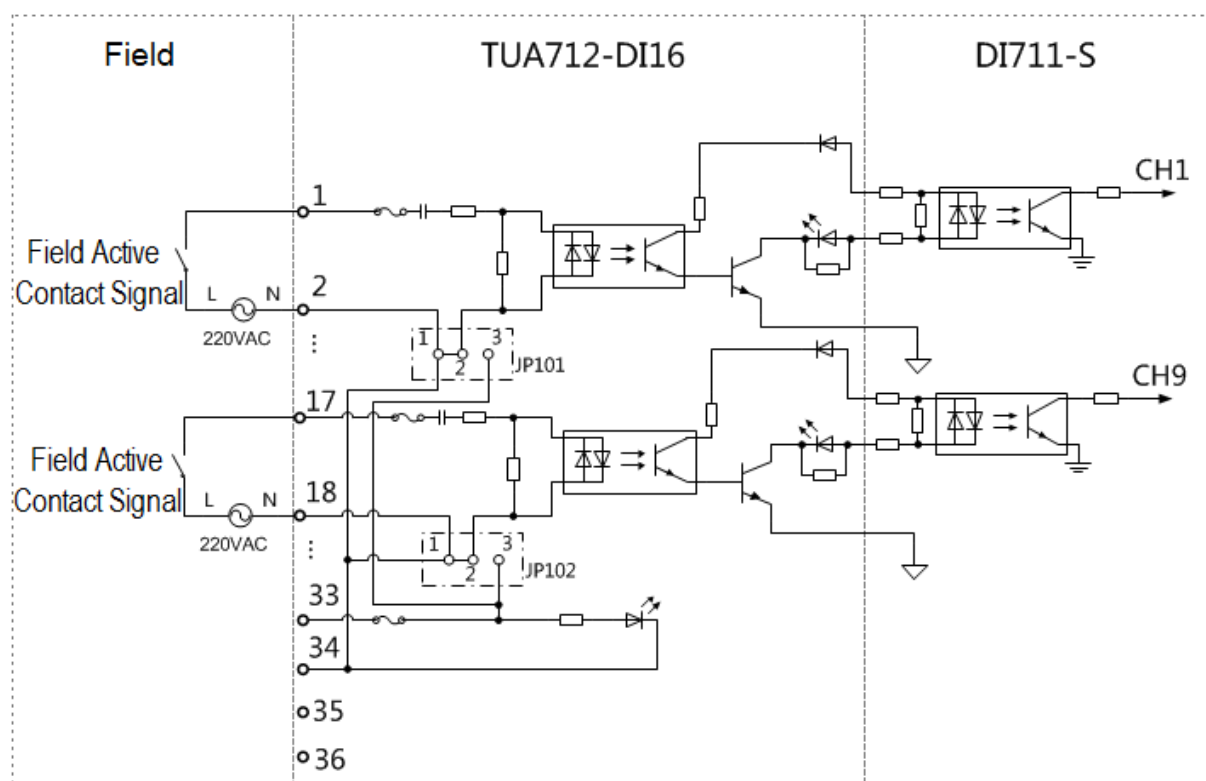 Field
TUA712-DI16
DI711-S
CH1
1
Field Active
Contact Signal
L
N
2
220VAC
⋮
1
2
3
JP101
CH9
17
Field Active
Contact Signal
L
N
18
220VAC
⋮
1
2
3
JP102
33
34
35
36